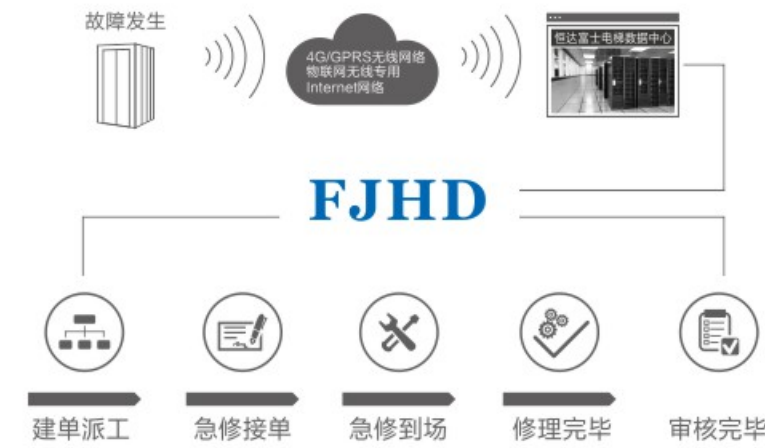 故障发生
4G/GPRS无线网络
物联网无线专用
Internet网络
恒达富士电梯数据中心
FJHD
建单派工
急修接单
急修到场
修理完毕
审核完毕